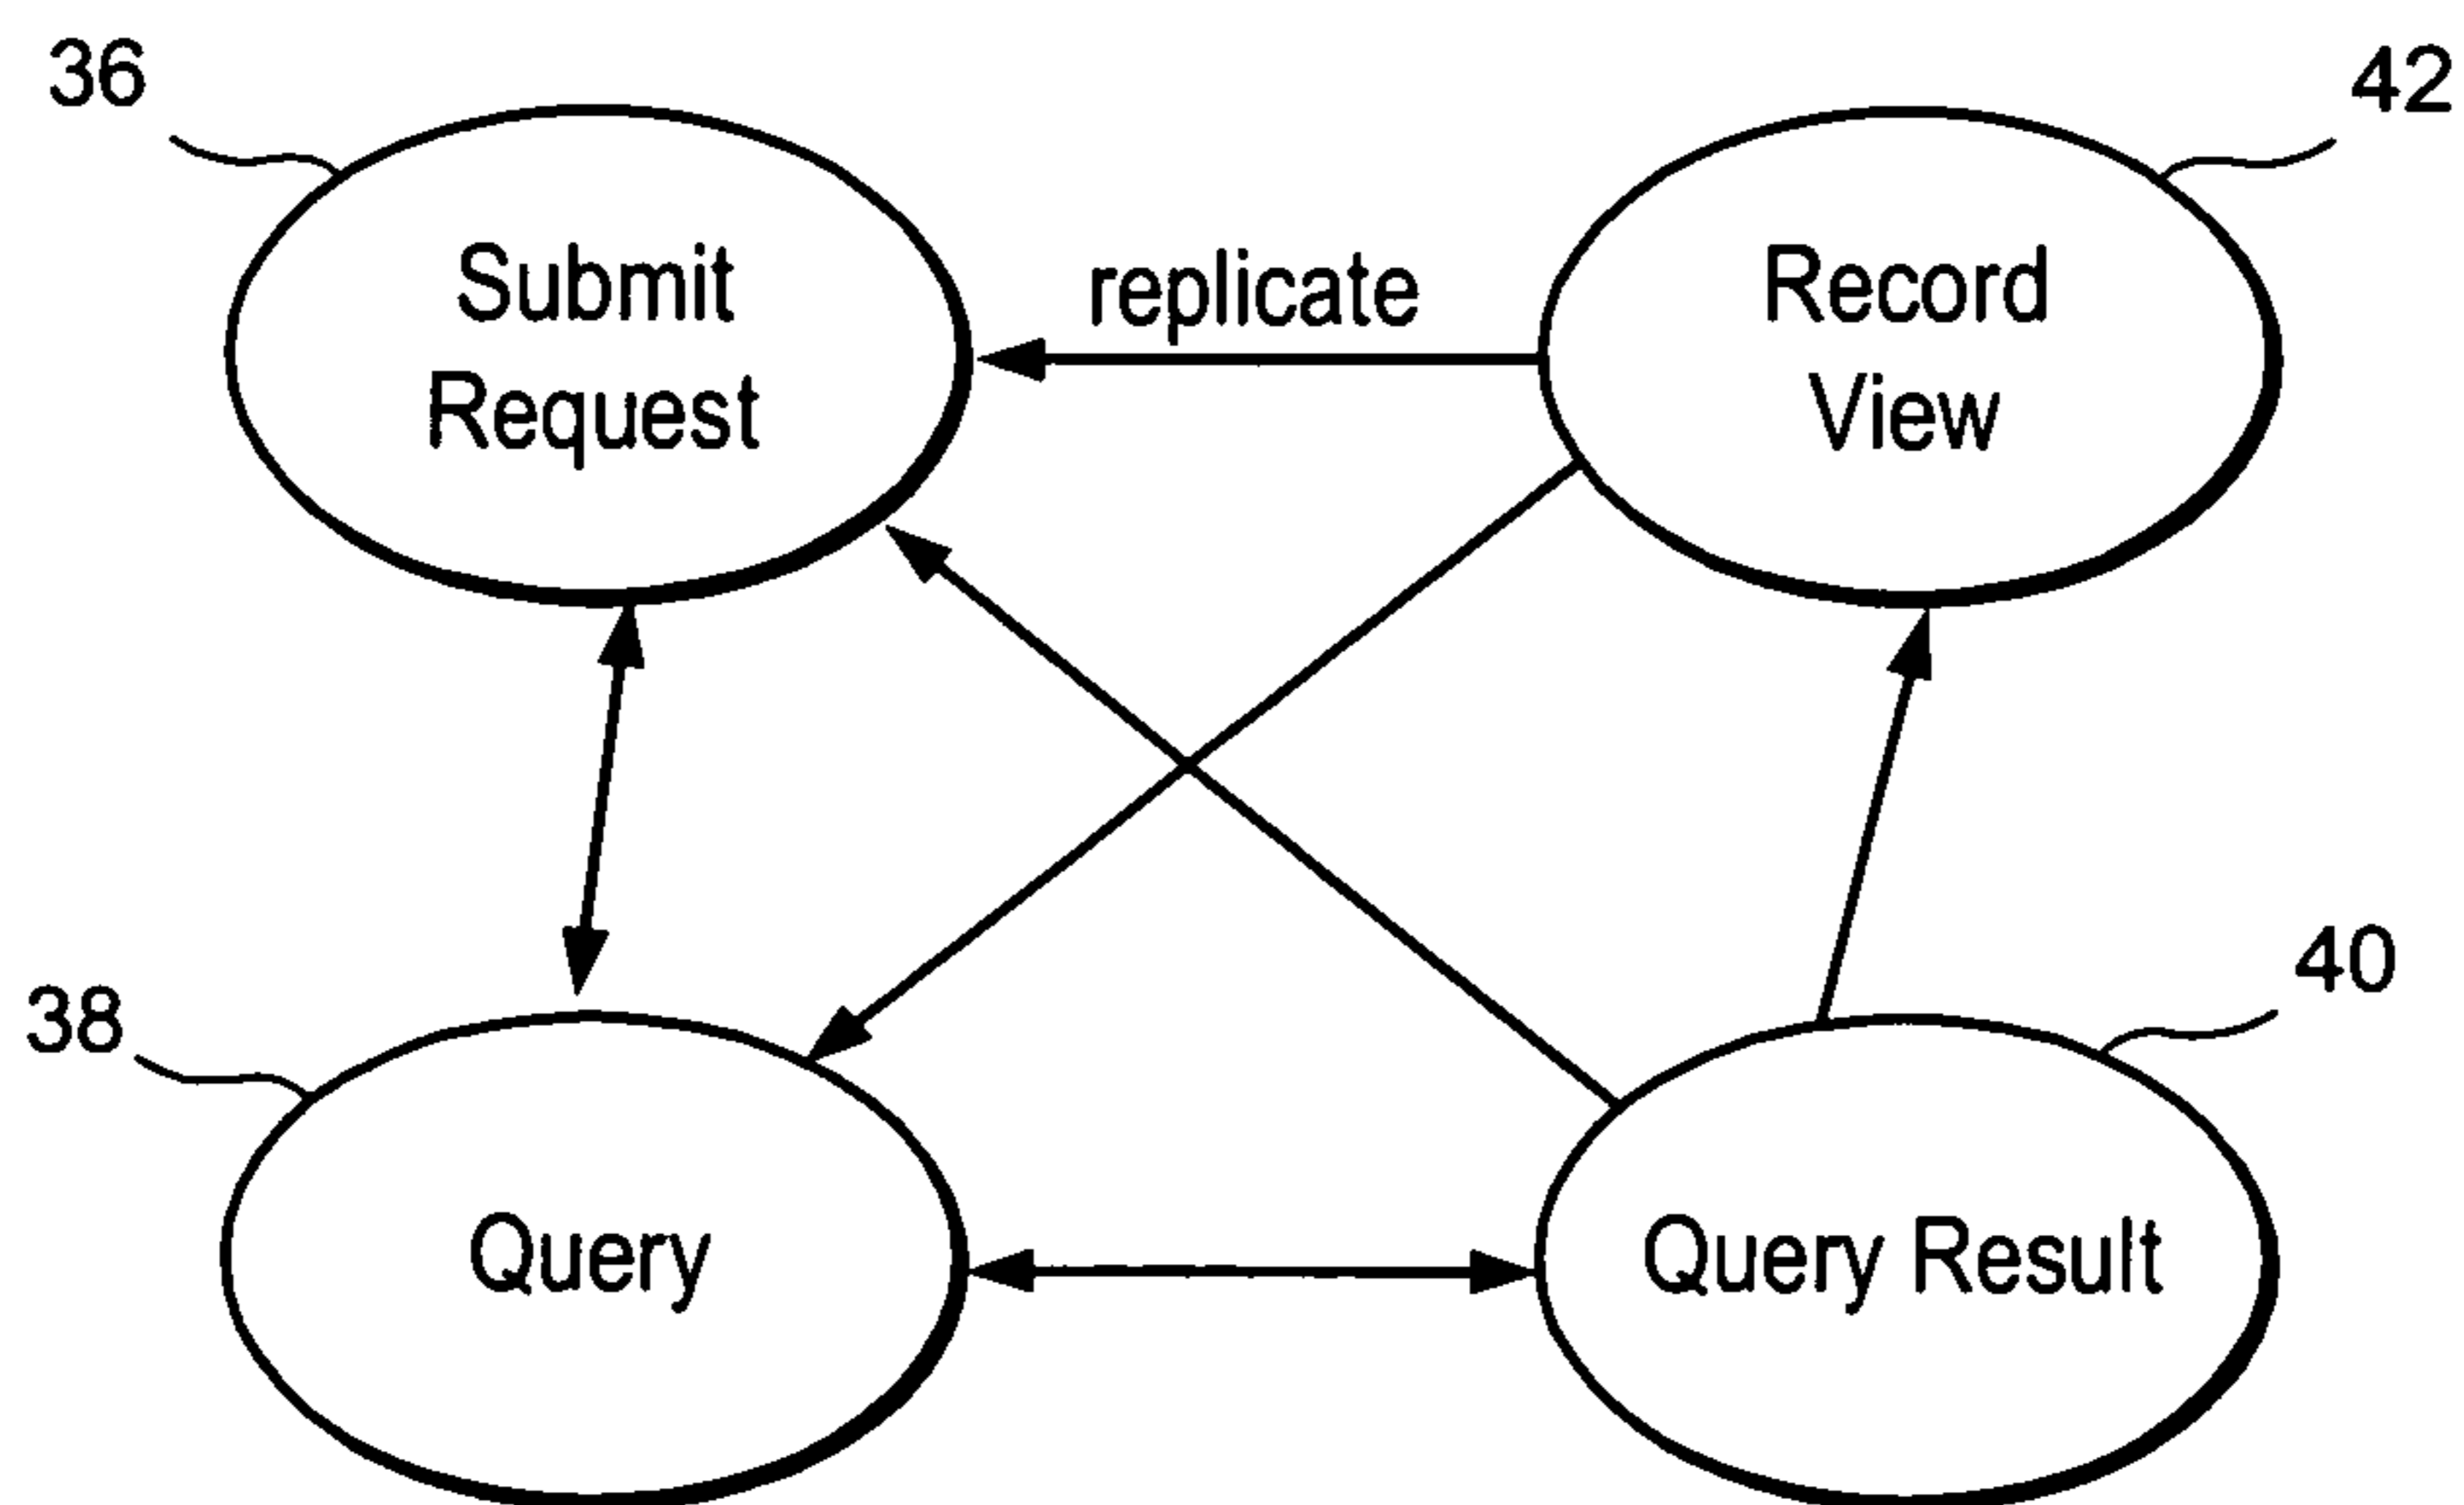 36
42
Submit
Request
replicate
Record
View
38
40
Query
Query Result